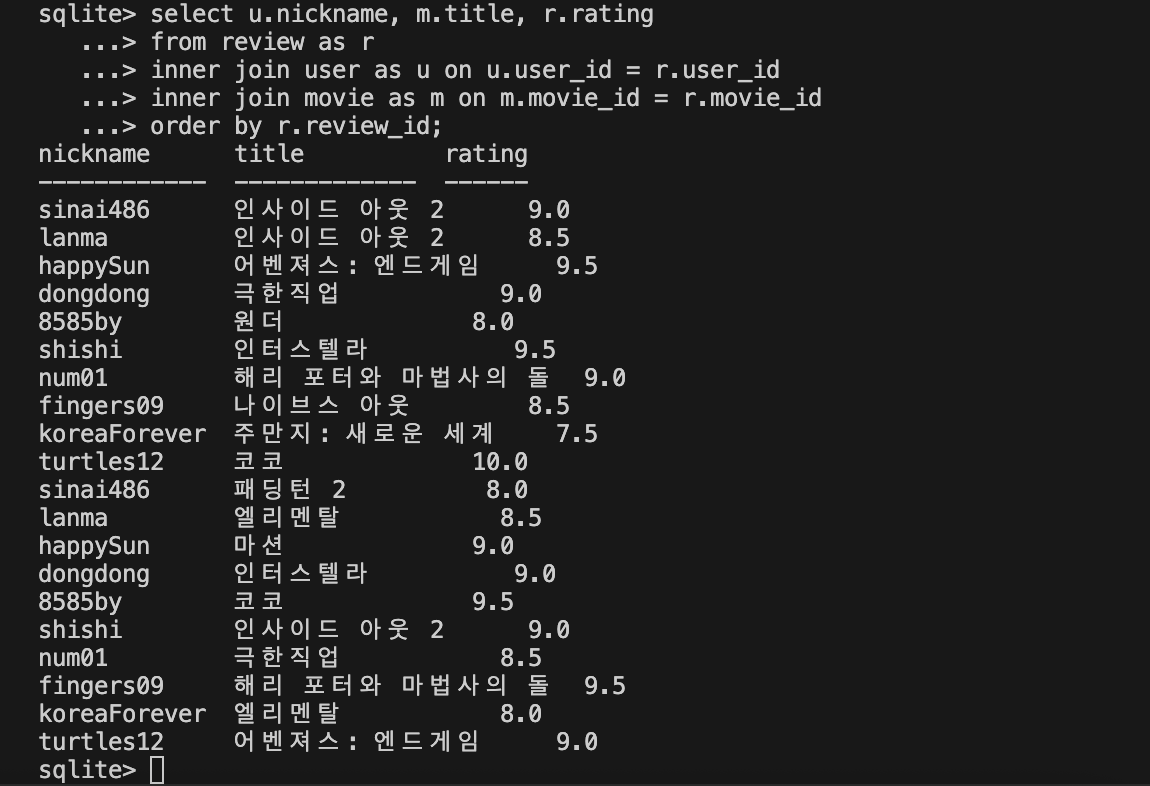 sqlite> select u.nickname, m.title, r.rating
   ...> from review as r
   ...> inner join user as u on u.user_id = r.user_id
   ...> inner join movie as m on m.movie_id = r.movie_id
   ...> order by r.review_id;
nickname      title          rating
------------  -------------  ------
sinai486      인사이드 아웃 2      9.0
lanma         인사이드 아웃 2      8.5
happySun      어벤져스: 엔드게임      9.5
dongdong      극한직업           9.0
8585by        원더             8.0
shishi        인터스텔라          9.5
num01         해리 포터와 마법사의 돌  9.0
fingers09     나이브스 아웃        8.5
koreaForever  주만지: 새로운 세계    7.5
turtles12     코코             10.0
sinai486      패딩턴 2          8.0
lanma         엘리멘탈           8.5
happySun      마션             9.0
dongdong      인터스텔라          9.0
8585by        코코             9.5
shishi        인사이드 아웃 2      9.0
num01         극한직업           8.5
fingers09     해리 포터와 마법사의 돌  9.5
koreaForever  엘리멘탈           8.0
turtles12     어벤져스: 엔드게임      9.0
sqlite>